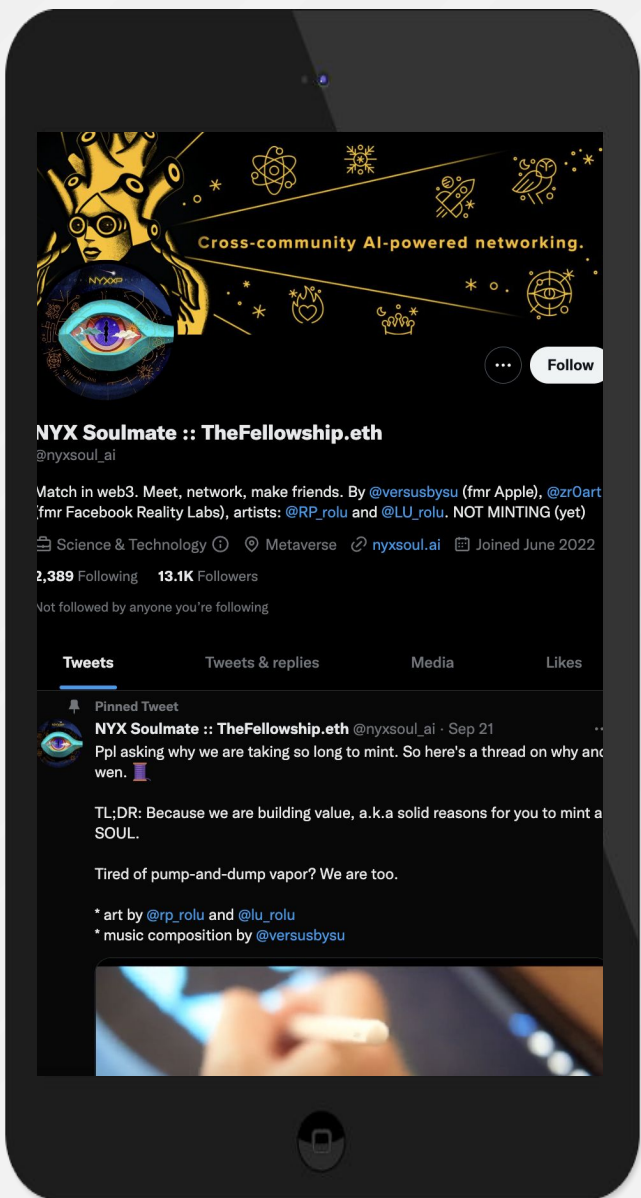 Cross-community AI-powered networking.
NYXXP
Follow
NYX Soulmate :: TheFellowship.eth
@nyxsoul_ai
Match in web3. Meet, network, make friends. By @versusbysu (fmr Apple), @zr0art
(fmr Facebook Reality Labs), artists: @RP_rolu and @LU_rolu. NOT MINTING (yet)
Science & Technology Metaverse nyxsoul.ai Joined June 2022
2,389 Following 13.1K Followers
Not followed by anyone you're following
Tweets Tweets & replies Media Likes
Pinned Tweet
NYX Soulmate :: TheFellowship.eth @nyxsoul_ai · Sep 21
Ppl asking why we are taking so long to mint. So here's a thread on why and
wen. 🧵
TL;DR: Because we are building value, a.k.a solid reasons for you to mint a
SOUL.
Tired of pump-and-dump vapor? We are too.
* art by @rp_rolu and @lu_rolu
* music composition by @versusbysu